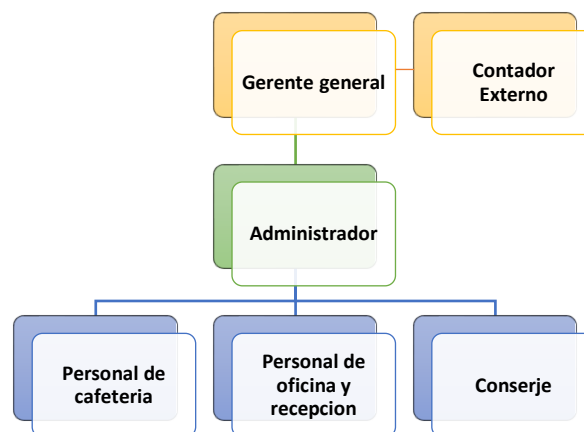 Gerente general
Contador
Externo
Administrador
Personal de
cafeteria
Personal de
oficina y
recepcion
Conserje